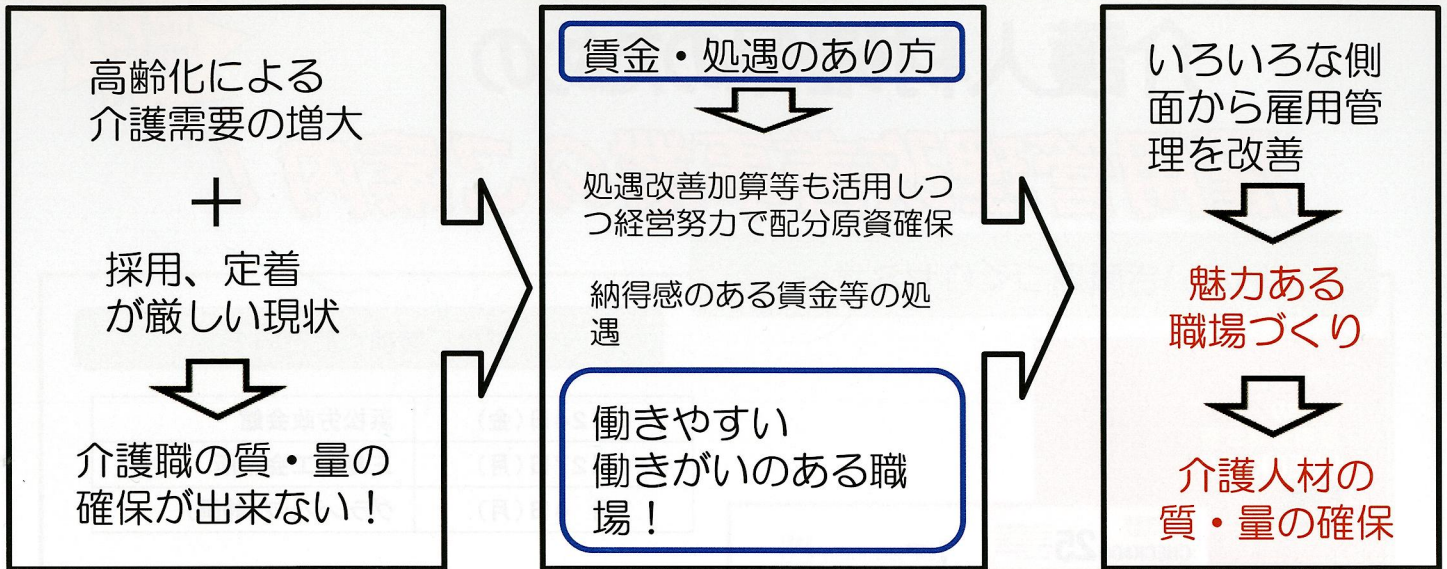 高齢化による
介護需要の増大
＋
採用、定着
が厳しい現状
介護職の質・量の
確保が出来ない！
賃金・処遇のあり方
処遇改善加算等も活用しつ
つ経営努力で配分原資確保
納得感のある賃金等の処
遇
働きやすい
働きがいのある職
場！
いろいろな側
面から雇用管
理を改善
魅力ある
職場づくり
介護人材の
質・量の確保